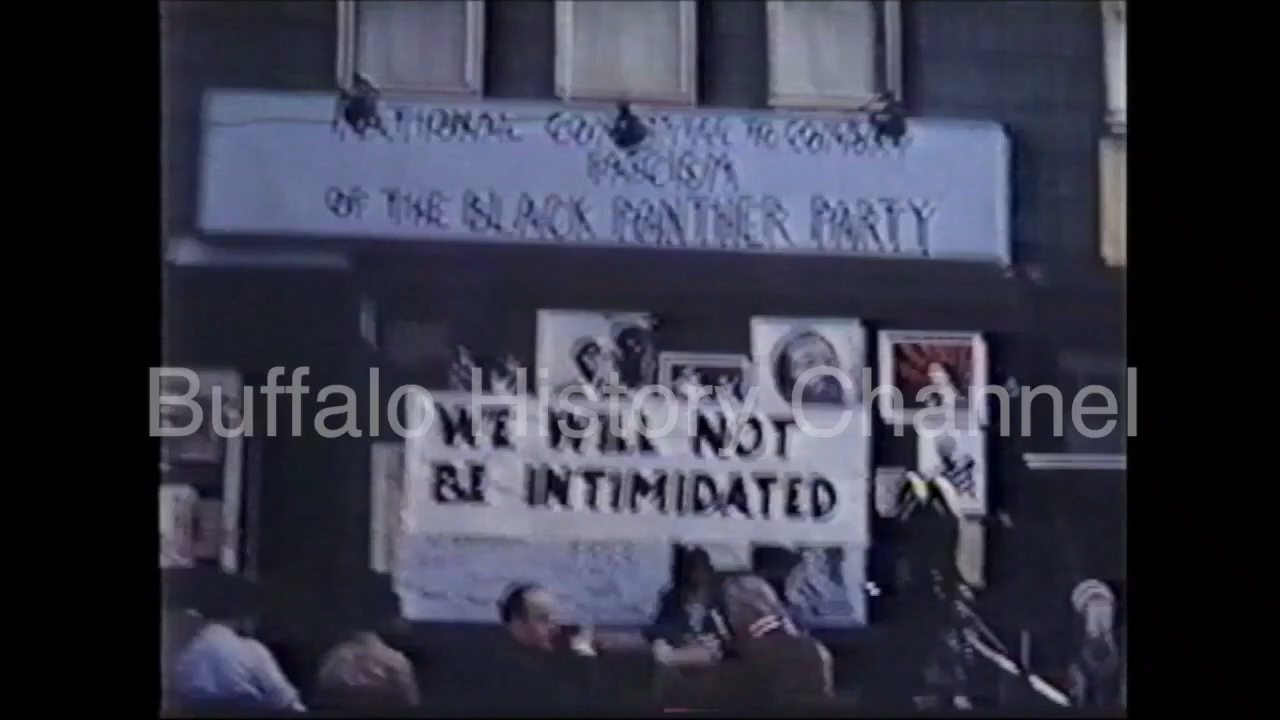 NATIONAL COMMITTEE TO COMBAT
FASCISM
OF THE BLACK PANTHER PARTY
Buffalo History Channel
WE WILL NOT
BE INTIMIDATED